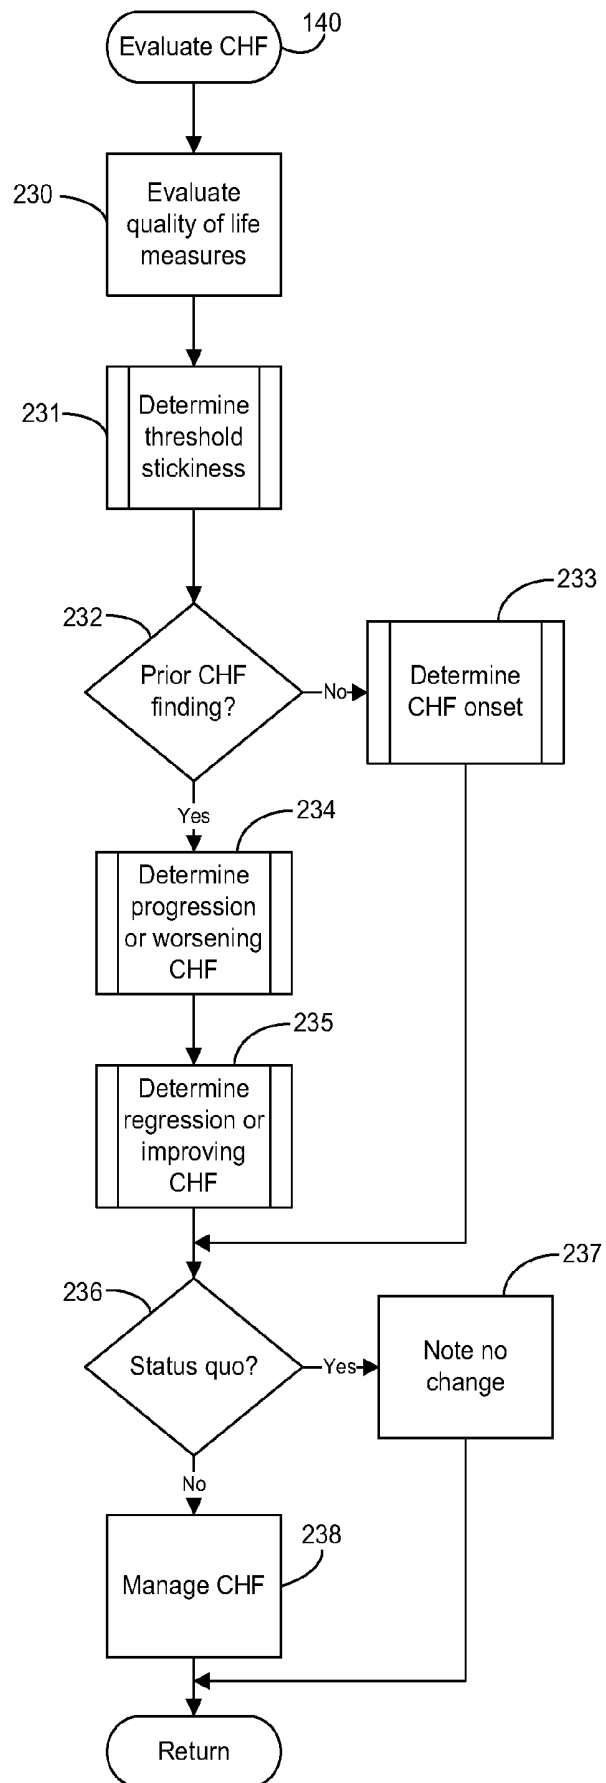 Evaluate CHF
140
230
Evaluate
quality of life
measures
231
Determine
threshold
stickiness
232
Prior CHF
finding?
No
233
Determine
CHF onset
Yes
234
Determine
progression
or worsening
CHF
235
Determine
regression or
improving
CHF
236
Status quo?
Yes
237
Note no
change
No
238
Manage CHF
Return